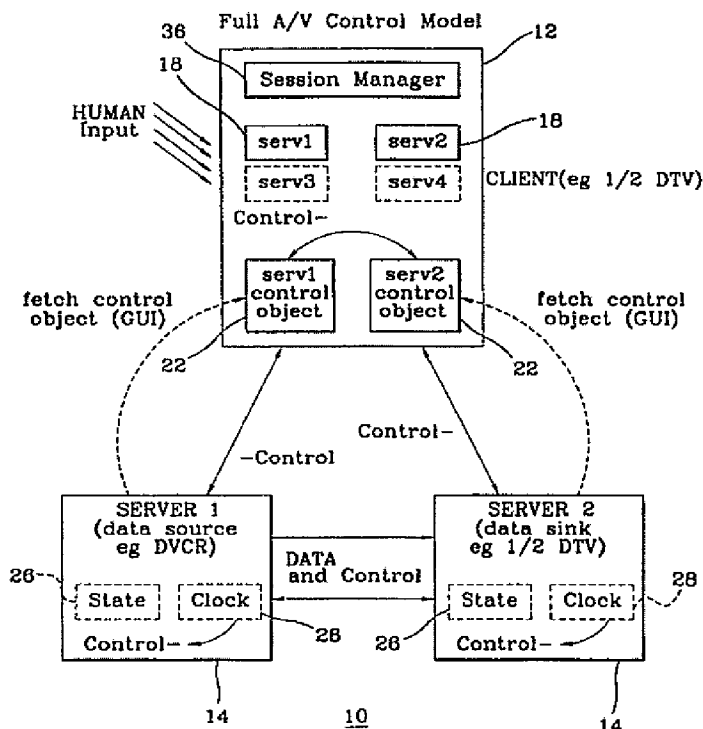 Full A/V Control Model
36
12
Session Manager
18
HUMAN
Input
serv1
serv2
18
serv3
serv4
CLIENT(eg 1/2 DTV)
Control-
serv1
control
object
serv2
control
object
fetch control
object (GUI)
fetch control
object (GUI)
22
22
-Control
Control-
SERVER 1
(data source
eg DVCR)
SERVER 2
(data sink
eg 1/2 DTV)
DATA
and Control
26
State
Clock
28
Control-
State
Clock
28
26
Control-
14
10
14